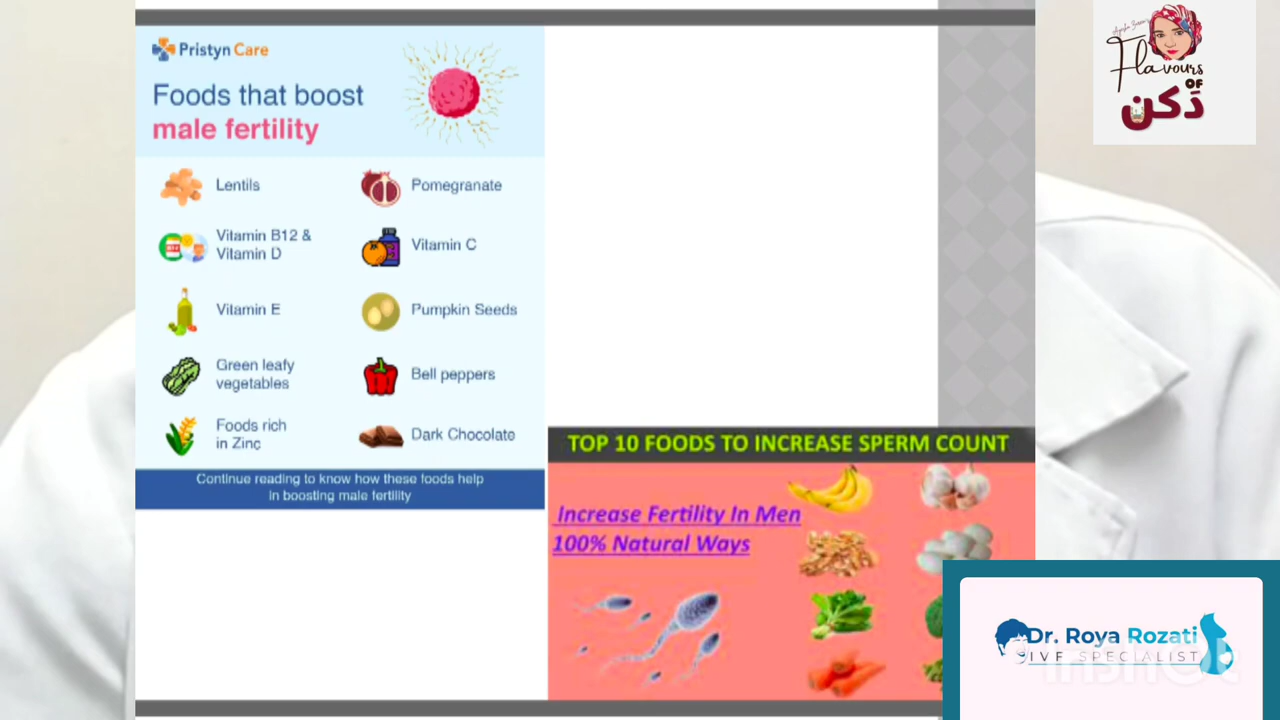 Pristyn Care
Foods that boost
male fertility
Lentils
Pomegranate
Vitamin B12 &
Vitamin D
Vitamin C
Vitamin E
Pumpkin Seeds
Green leafy
vegetables
Bell peppers
Foods rich
in Zinc
Dark Chocolate
Continue reading to know how these foods help
in boosting male fertility
TOP 10 FOODS TO INCREASE SPERM COUNT
Increase Fertility In Men
100% Natural Ways
Flavours
OF
دَكن
Dr. Roya Rozati
IVF SPECIALIST